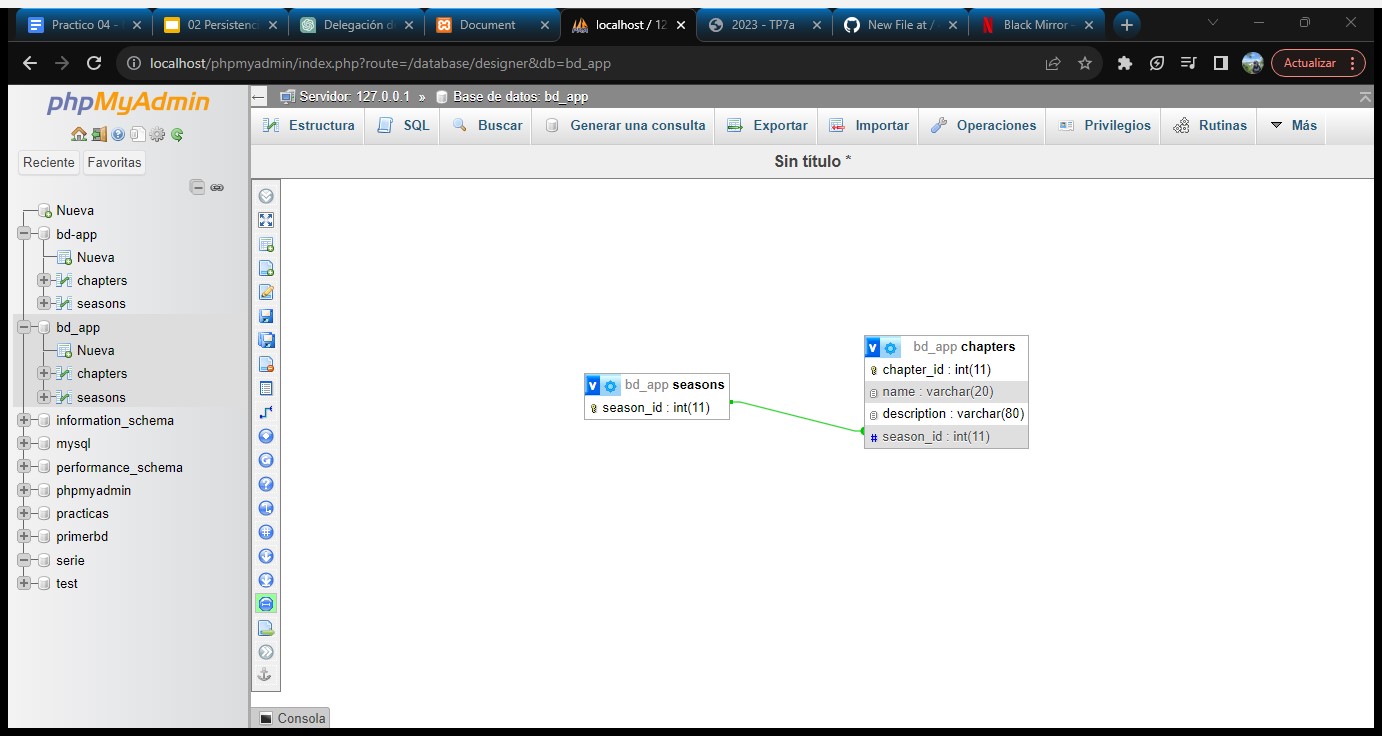 Practico 04 -
02 Persistenc
Delegación d
Document
localhost / 12
2023 - TP7a
New File at /
Black Mirror -
localhost/phpmyadmin/index.php?route=/database/designer&db=bd_app
Actualizar
phpMyAdmin
Reciente
Favoritas
Nueva
bd-app
Nueva
chapters
seasons
bd_app
Nueva
chapters
seasons
information_schema
mysql
performance_schema
phpmyadmin
practicas
primerbd
serie
test
Servidor: 127.0.0.1 » Base de datos: bd_app
Estructura SQL Buscar Generar una consulta Exportar Importar Operaciones Privilegios Rutinas Más
Sin título *
v bd_app seasons
season_id : int(11)
v bd_app chapters
chapter_id : int(11)
name : varchar(20)
description : varchar(80)
# season_id : int(11)
Consola